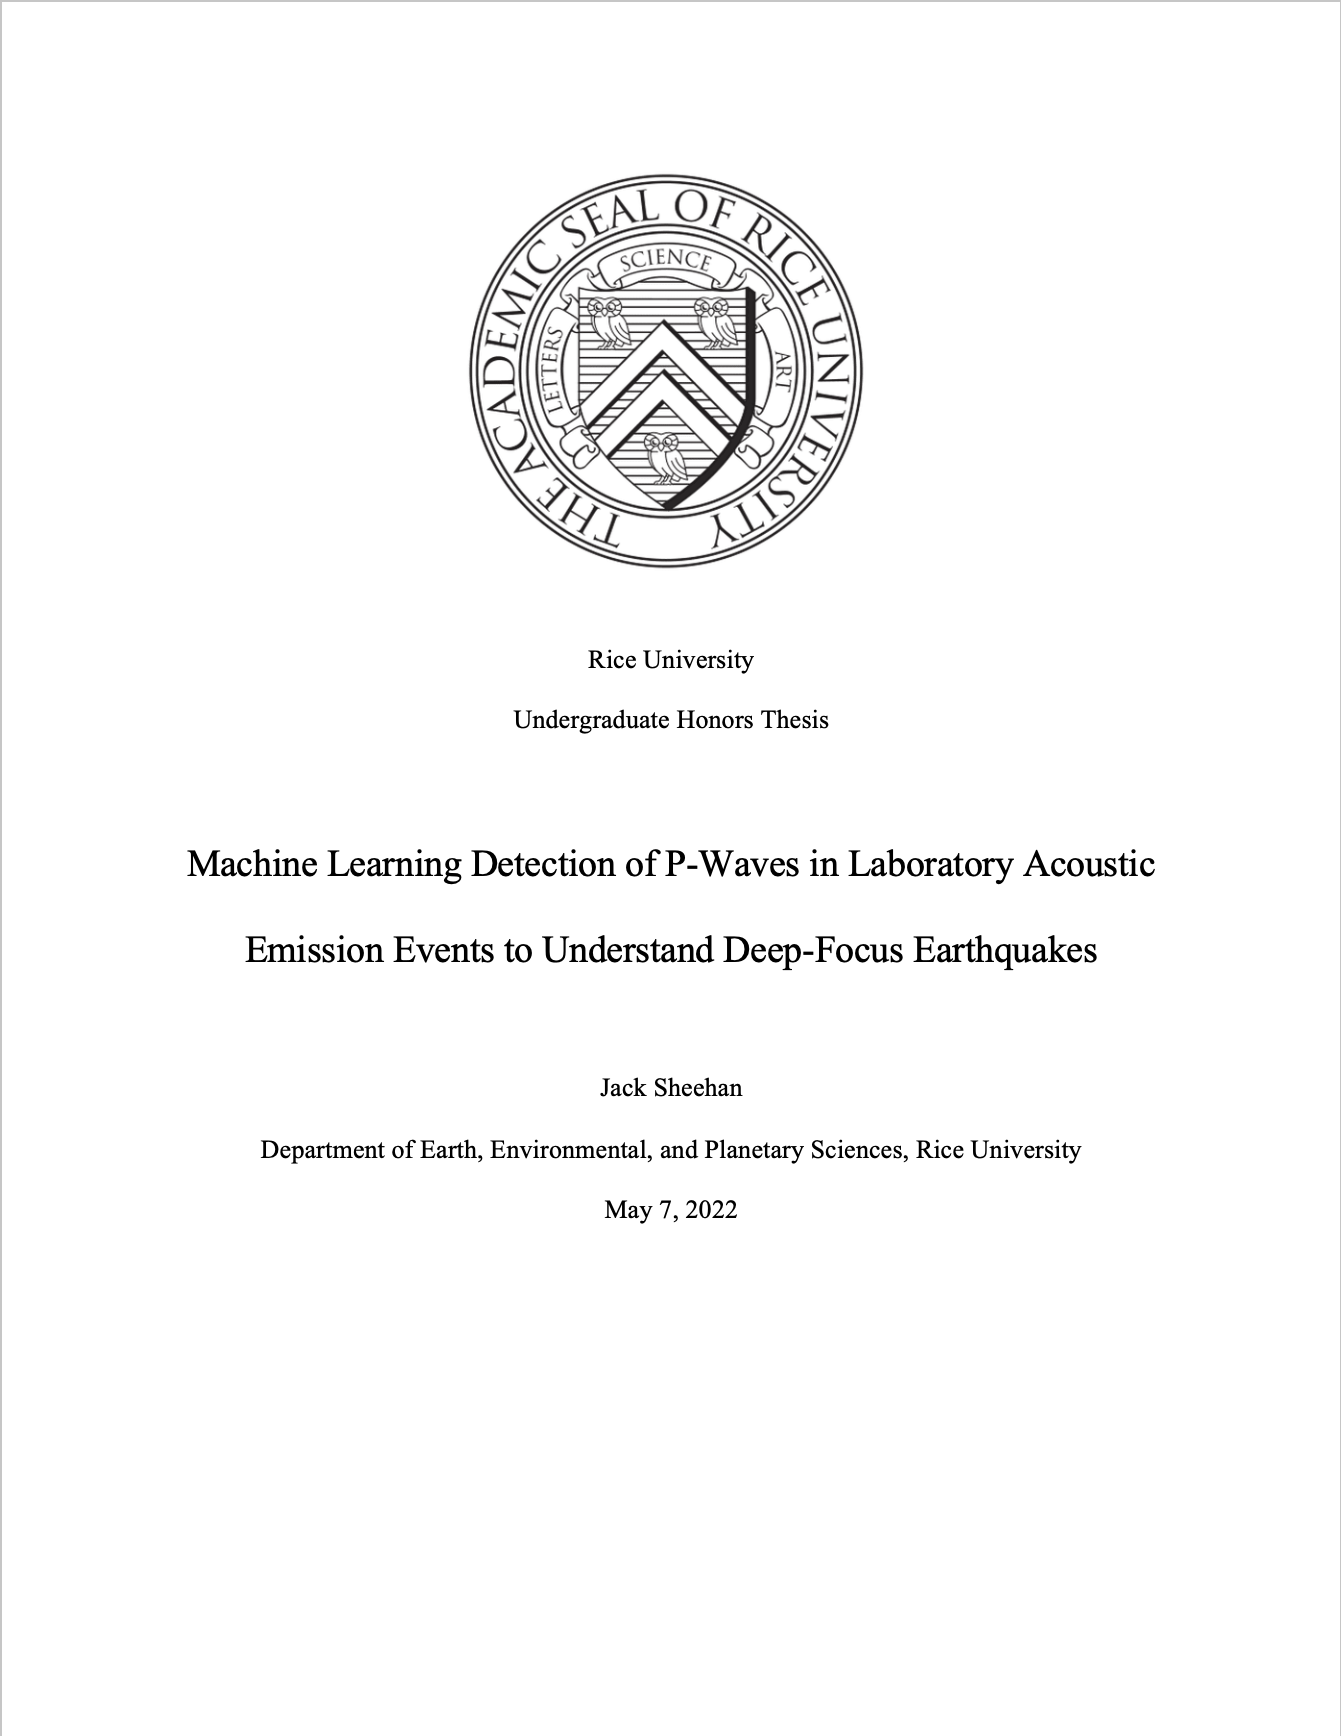 THE ACADEMIC SEAL OF RICE UNIVERSITY
LETTERS
SCIENCE
ART
Rice University
Undergraduate Honors Thesis
Machine Learning Detection of P-Waves in Laboratory Acoustic
Emission Events to Understand Deep-Focus Earthquakes
Jack Sheehan
Department of Earth, Environmental, and Planetary Sciences, Rice University
May 7, 2022